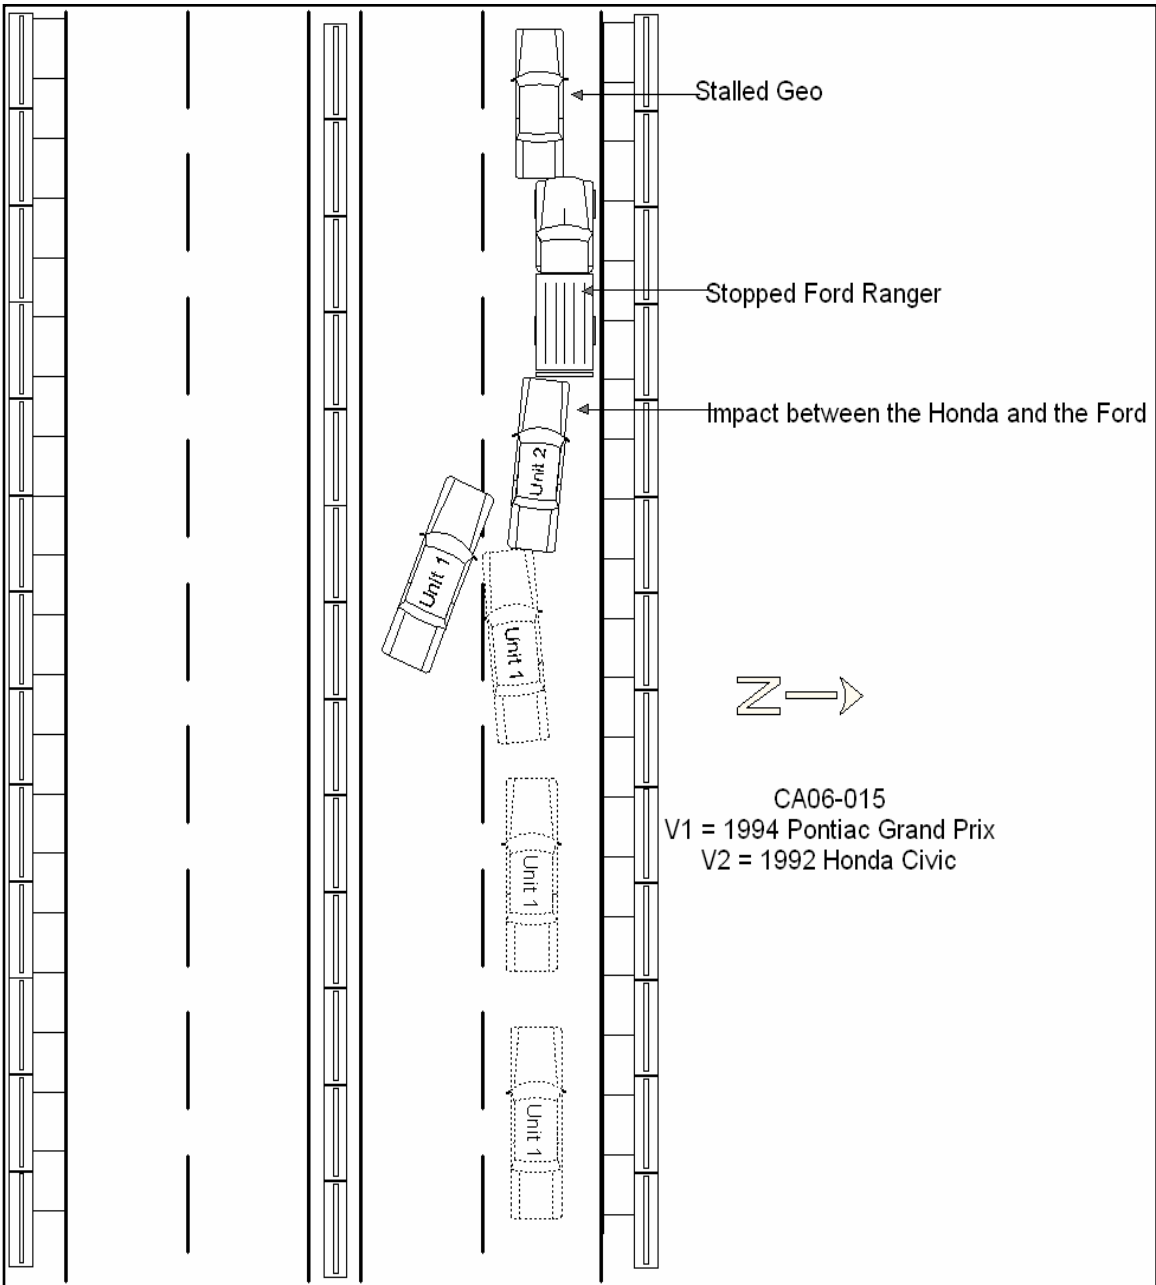 Stalled Geo
Stopped Ford Ranger
Impact between the Honda and the Ford
Unit 2
Unit 1
Unit 1
N
CA06-015
V1 = 1994 Pontiac Grand Prix
V2 = 1992 Honda Civic
Unit 1
Unit 1